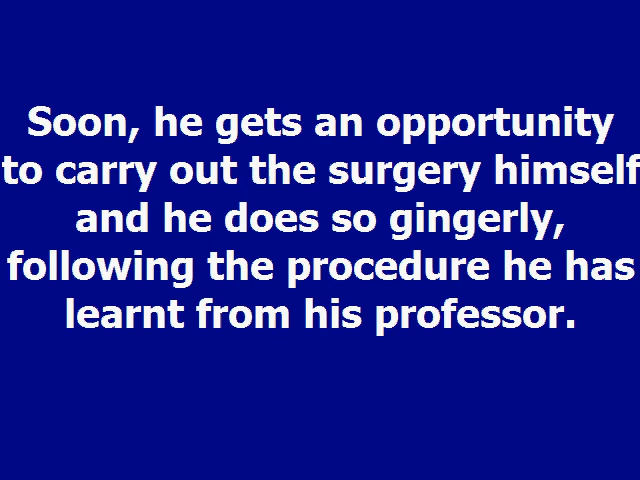 Soon, he gets an opportunity
to carry out the surgery himself
and he does so gingerly,
following the procedure he has
learnt from his professor.